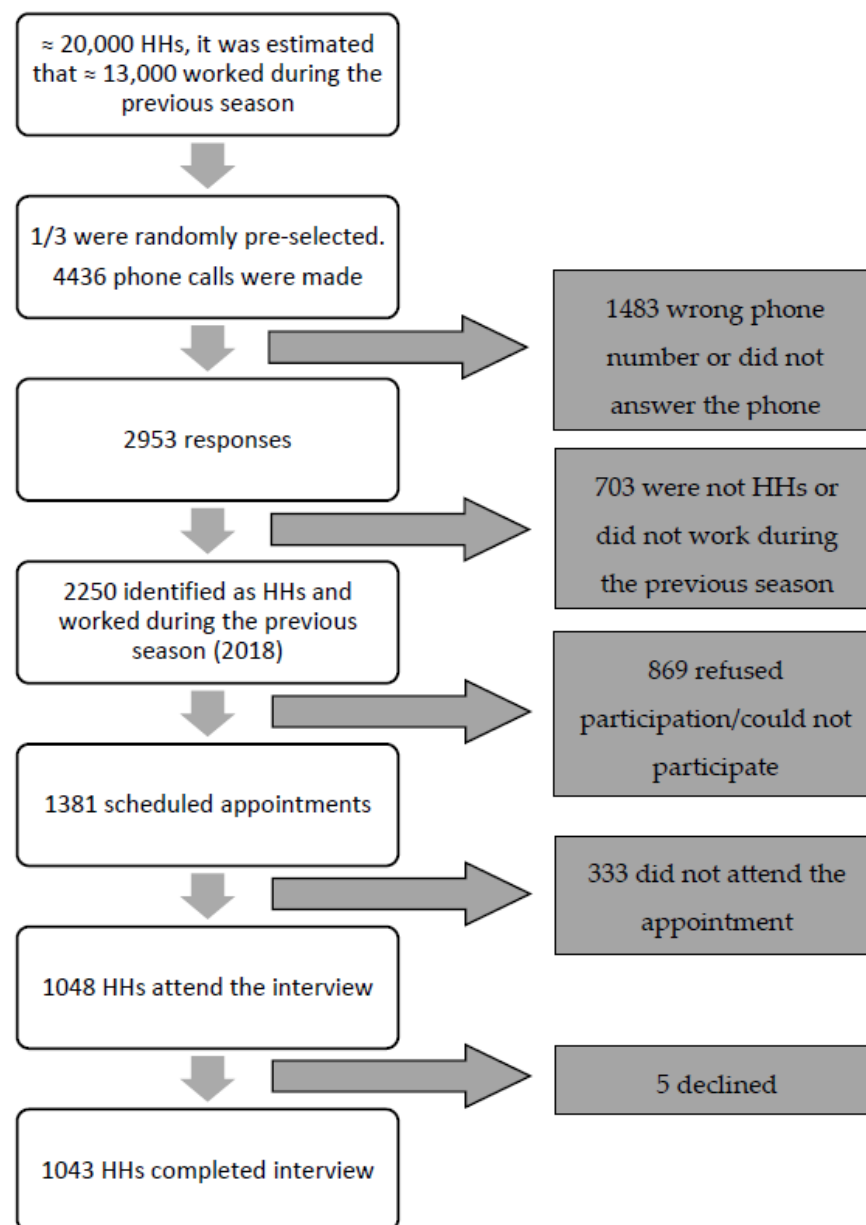 ≈ 20,000 HHs, it was estimated
that ≈ 13,000 worked during the
previous season
1/3 were randomly pre-selected.
4436 phone calls were made
1483 wrong phone
number or did not
answer the phone
2953 responses
703 were not HHs or
did not work during
the previous season
2250 identified as HHs and
worked during the previous
season (2018)
869 refused
participation/could not
participate
1381 scheduled appointments
333 did not attend the
appointment
1048 HHs attend the interview
5 declined
1043 HHs completed interview